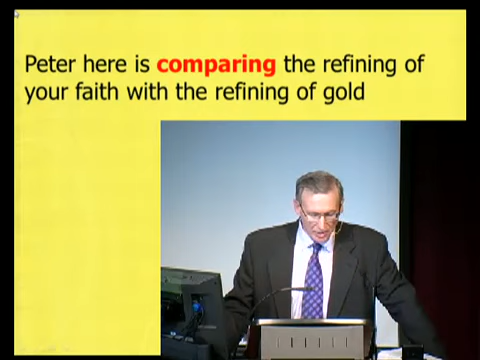 Peter here is comparing the refining of
your faith with the refining of gold